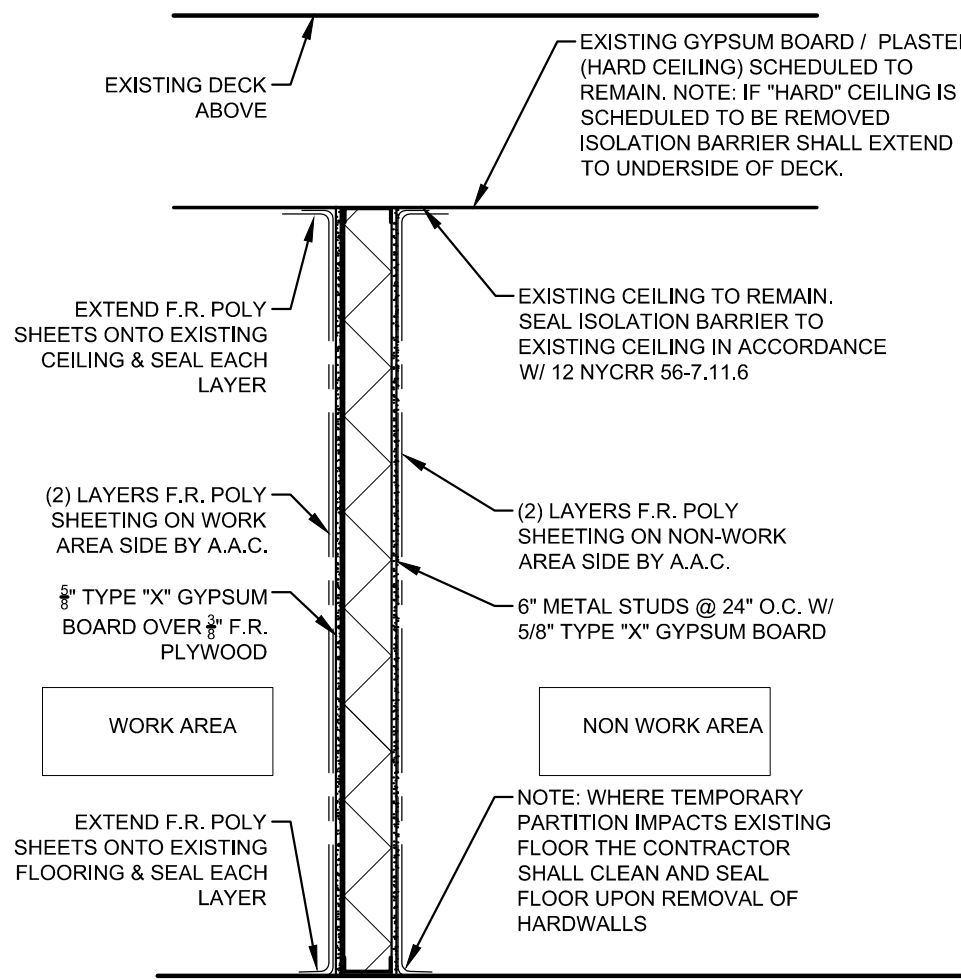 EXISTING DECK
ABOVE
EXISTING GYPSUM BOARD / PLASTER
(HARD CEILING) SCHEDULED TO
REMAIN. NOTE: IF "HARD" CEILING IS
SCHEDULED TO BE REMOVED
ISOLATION BARRIER SHALL EXTEND
TO UNDERSIDE OF DECK.
EXTEND F.R. POLY
SHEETS ONTO EXISTING
CEILING & SEAL EACH
LAYER
EXISTING CEILING TO REMAIN.
SEAL ISOLATION BARRIER TO
EXISTING CEILING IN ACCORDANCE
W/ 12 NYCRR 56-7.11.6
(2) LAYERS F.R. POLY
SHEETING ON WORK
AREA SIDE BY A.A.C.
(2) LAYERS F.R. POLY
SHEETING ON NON-WORK
AREA SIDE BY A.A.C.
5/8" TYPE "X" GYPSUM
BOARD OVER 3/8" F.R.
PLYWOOD
6" METAL STUDS @ 24" O.C. W/
5/8" TYPE "X" GYPSUM BOARD
WORK AREA
NON WORK AREA
EXTEND F.R. POLY
SHEETS ONTO EXISTING
FLOORING & SEAL EACH
LAYER
NOTE: WHERE TEMPORARY
PARTITION IMPACTS EXISTING
FLOOR THE CONTRACTOR
SHALL CLEAN AND SEAL
FLOOR UPON REMOVAL OF
HARDWALLS